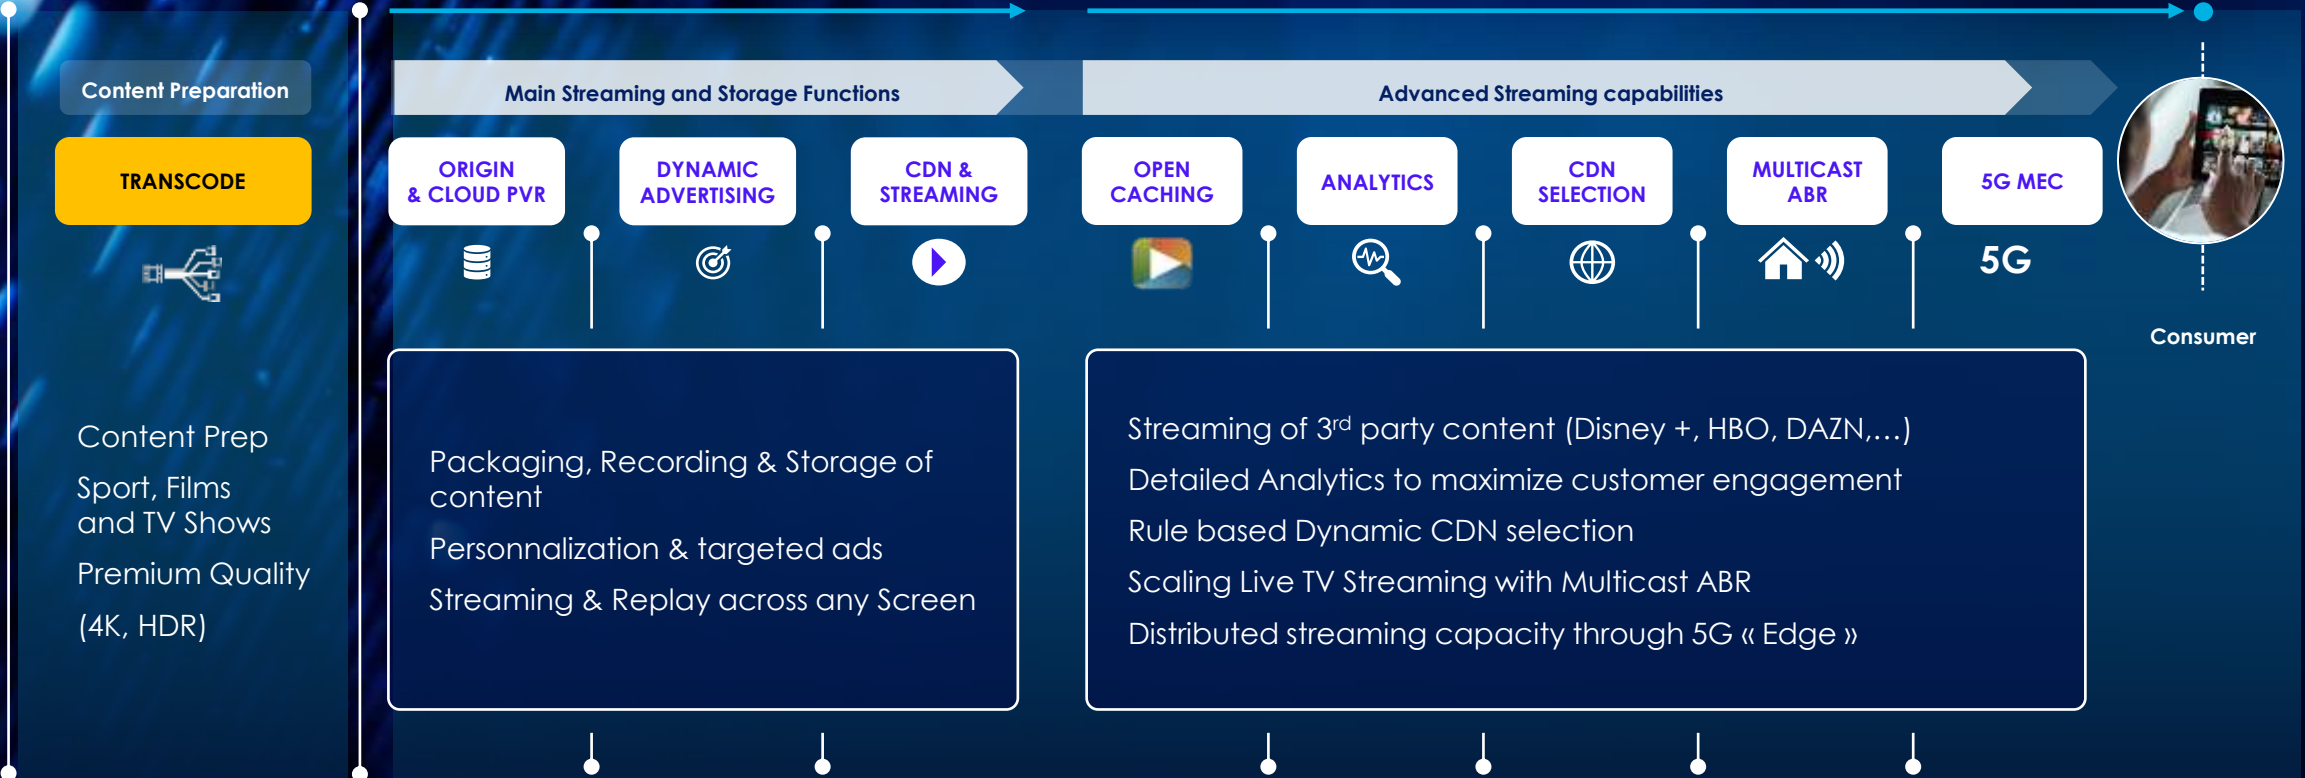 Content Preparation
Main Streaming and Storage Functions
Advanced Streaming capabilities
TRANSCODE
ORIGIN
& CLOUD PVR
DYNAMIC
ADVERTISING
CDN &
STREAMING
OPEN
CACHING
ANALYTICS
CDN
SELECTION
MULTICAST
ABR
5G MEC
5G
Consumer
Content Prep
Sport, Films
and TV Shows
Premium Quality
(4K, HDR)
Packaging, Recording & Storage of
content
Personnalization & targeted ads
Streaming & Replay across any Screen
Streaming of 3rd party content (Disney +, HBO, DAZN,...)
Detailed Analytics to maximize customer engagement
Rule based Dynamic CDN selection
Scaling Live TV Streaming with Multicast ABR
Distributed streaming capacity through 5G « Edge »